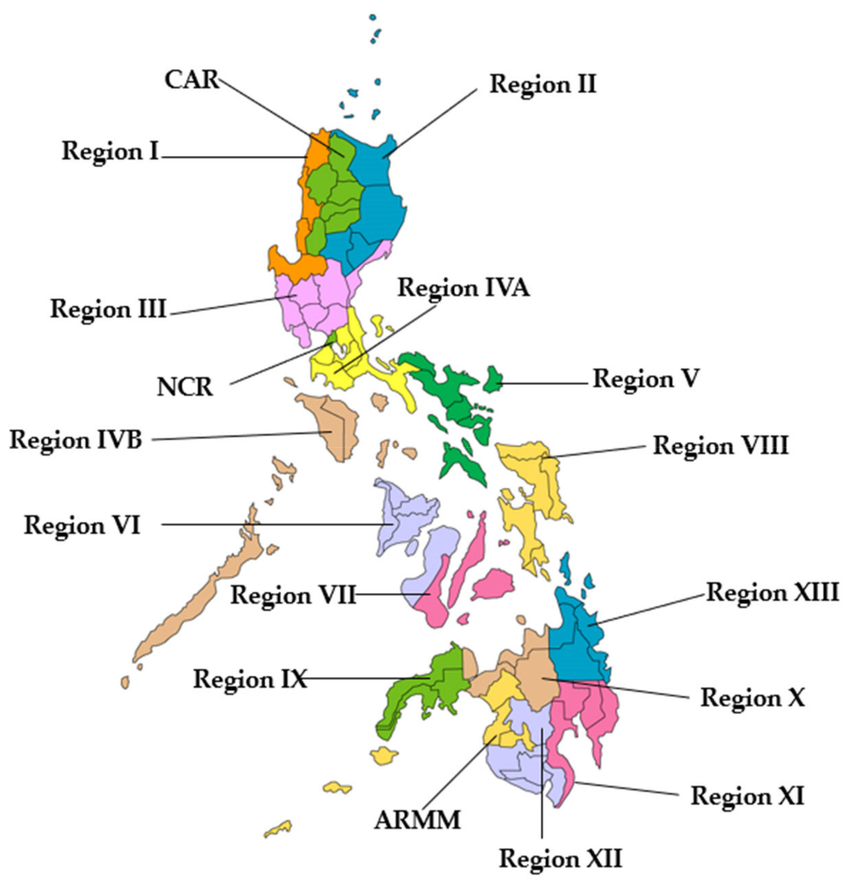 CAR
Region II
Region I
Region IVA
Region III
NCR
Region V
Region IVB
Region VIII
Region VI
Region VII
Region XIII
Region IX
Region X
Region XI
ARMM
Region XII